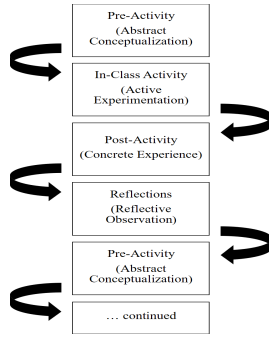 Pre-Activity
(Abstract
Conceptualization)
In-Class Activity
(Active
Experimentation)
Post-Activity
(Concrete Experience)
Reflections
(Reflective
Observation)
Pre-Activity
(Abstract
Conceptualization)
... continued